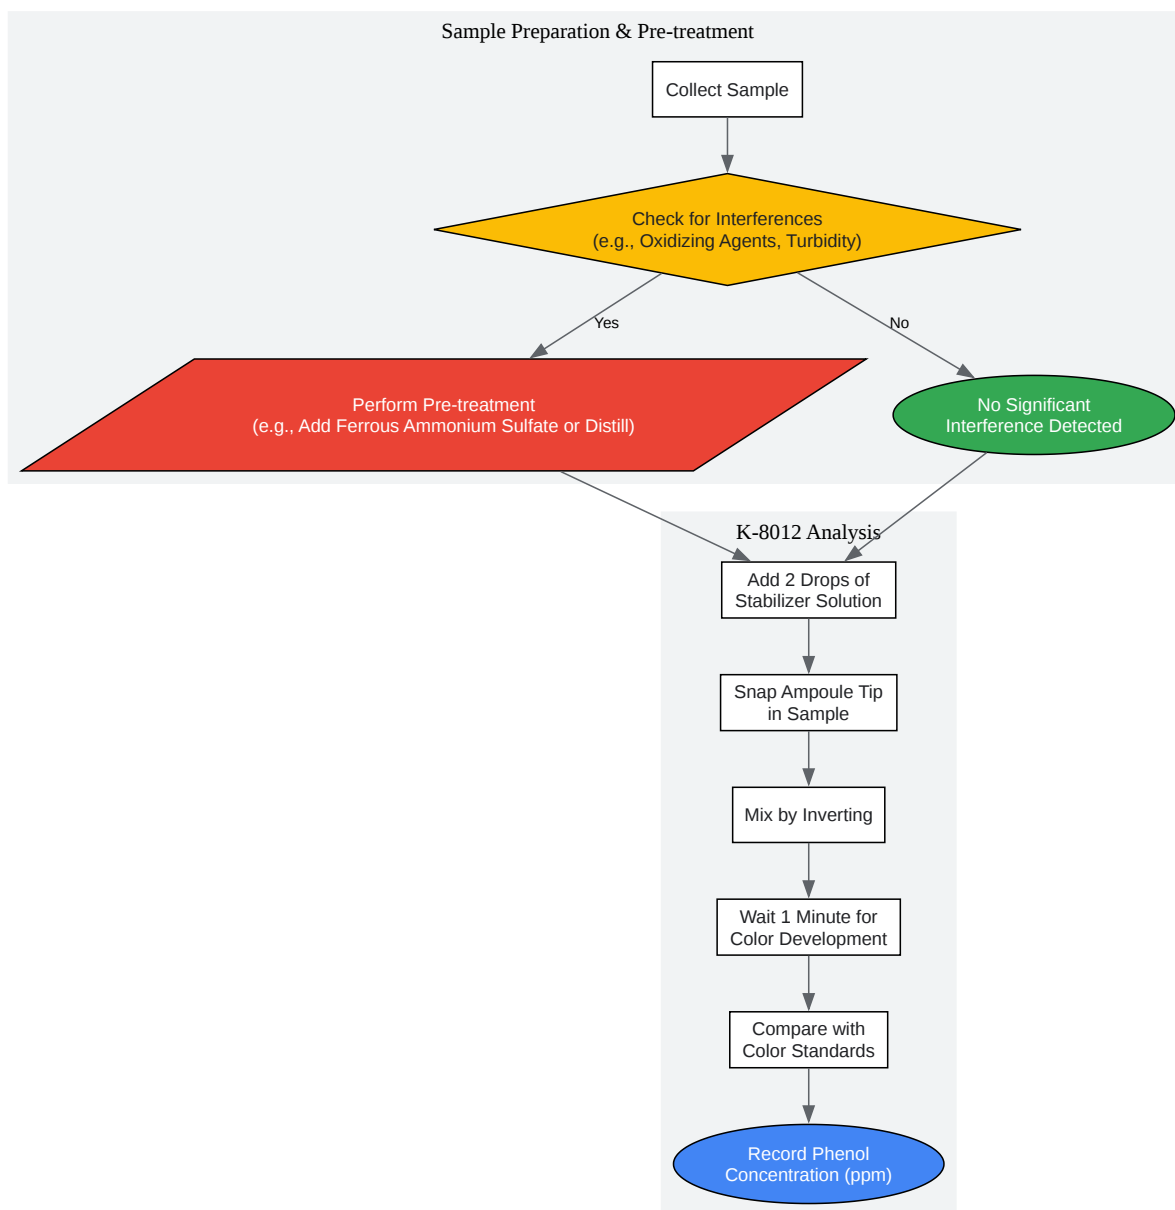 Sample Preparation & Pre-treatment
Collect Sample
Check for Interferences
(e.g., Oxidizing Agents, Turbidity)
Yes
No
Perform Pre-treatment
(e.g., Add Ferrous Ammonium Sulfate or Distill)
No Significant
Interference Detected
K-8012 Analysis
Add 2 Drops of
Stabilizer Solution
Snap Ampoule Tip
in Sample
Mix by Inverting
Wait 1 Minute for
Color Development
Compare with
Color Standards
Record Phenol
Concentration (ppm)